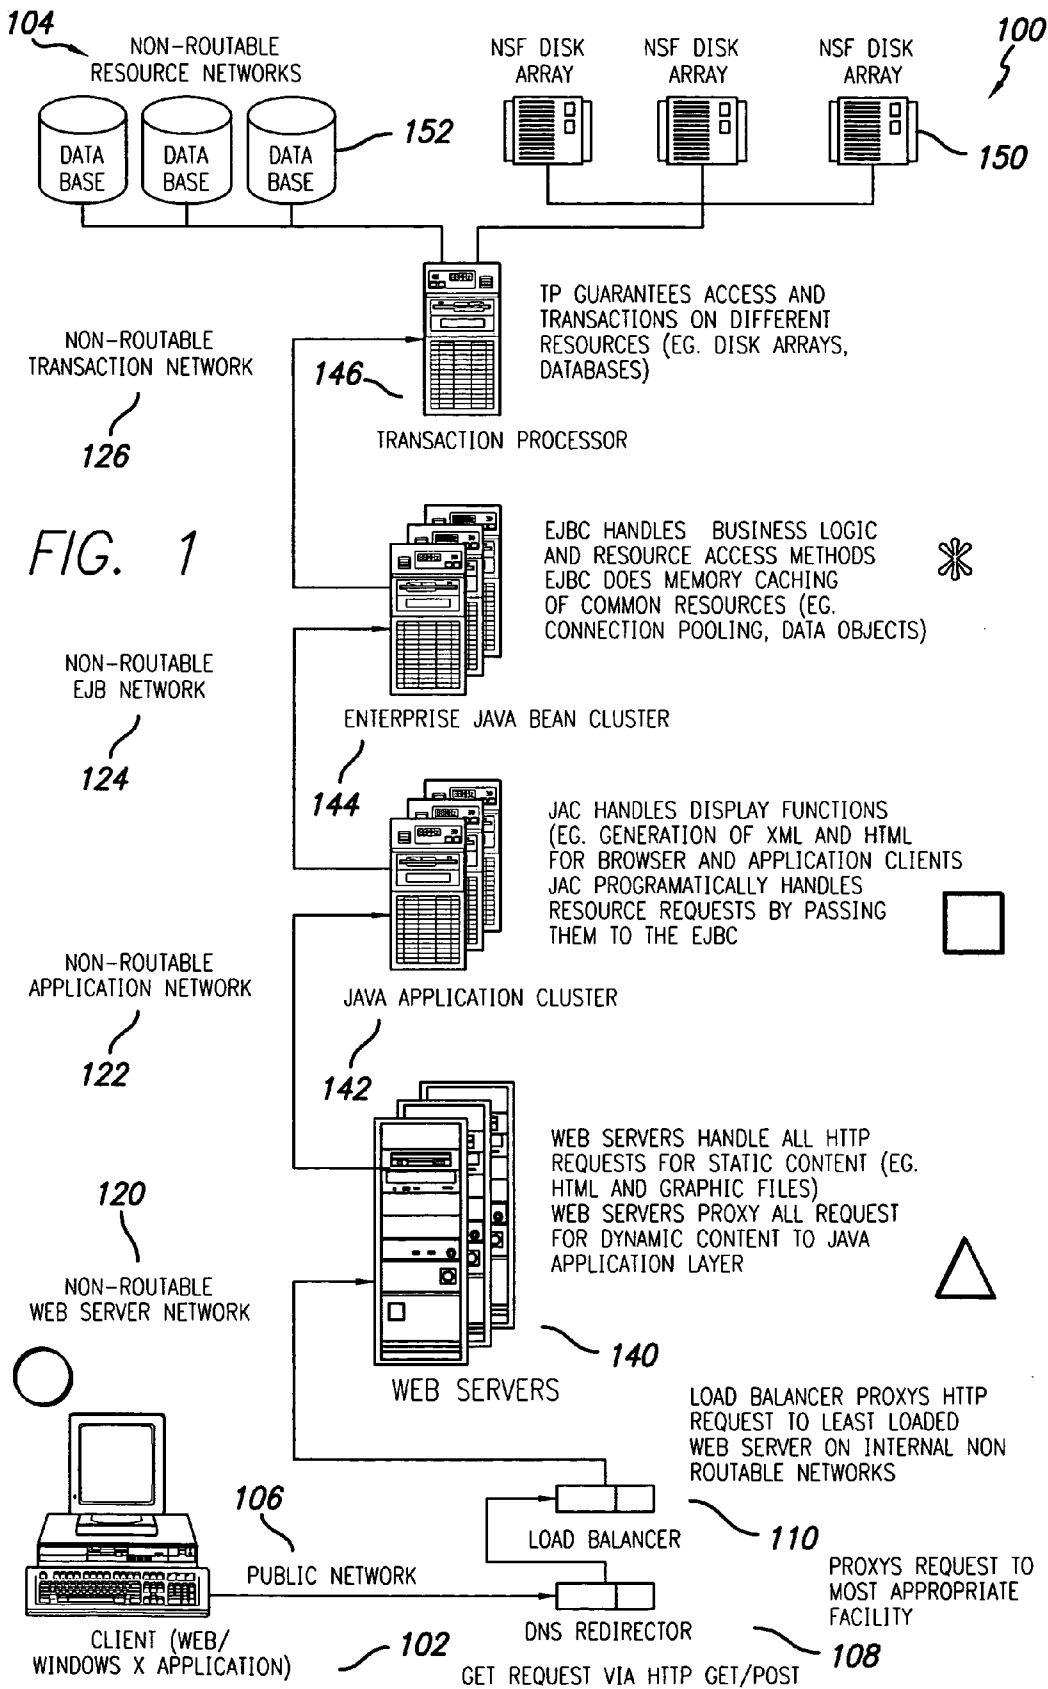 104
NON-ROUTABLE
RESOURCE NETWORKS
NSF DISK
ARRAY
NSF DISK
ARRAY
NSF DISK
ARRAY
100
DATA
BASE
DATA
BASE
DATA
BASE
152
150
TP GUARANTEES ACCESS AND
TRANSACTIONS ON DIFFERENT
RESOURCES (EG. DISK ARRAYS,
DATABASES)
NON-ROUTABLE
TRANSACTION NETWORK
146
126
TRANSACTION PROCESSOR
FIG. 1
EJBC HANDLES BUSINESS LOGIC
AND RESOURCE ACCESS METHODS
EJBC DOES MEMORY CACHING
OF COMMON RESOURCES (EG.
CONNECTION POOLING, DATA OBJECTS)
NON-ROUTABLE
EJB NETWORK
124
ENTERPRISE JAVA BEAN CLUSTER
144
JAC HANDLES DISPLAY FUNCTIONS
(EG. GENERATION OF XML AND HTML
FOR BROWSER AND APPLICATION CLIENTS
JAC PROGRAMATICALLY HANDLES
RESOURCE REQUESTS BY PASSING
THEM TO THE EJBC
NON-ROUTABLE
APPLICATION NETWORK
122
JAVA APPLICATION CLUSTER
142
WEB SERVERS HANDLE ALL HTTP
REQUESTS FOR STATIC CONTENT (EG.
HTML AND GRAPHIC FILES)
WEB SERVERS PROXY ALL REQUEST
FOR DYNAMIC CONTENT TO JAVA
APPLICATION LAYER
120
NON-ROUTABLE
WEB SERVER NETWORK
140
WEB SERVERS
LOAD BALANCER PROXYS HTTP
REQUEST TO LEAST LOADED
WEB SERVER ON INTERNAL NON
ROUTABLE NETWORKS
106
PUBLIC NETWORK
LOAD BALANCER
110
PROXYS REQUEST TO
MOST APPROPRIATE
FACILITY
DNS REDIRECTOR
108
CLIENT (WEB/
WINDOWS X APPLICATION)
102
GET REQUEST VIA HTTP GET/POST